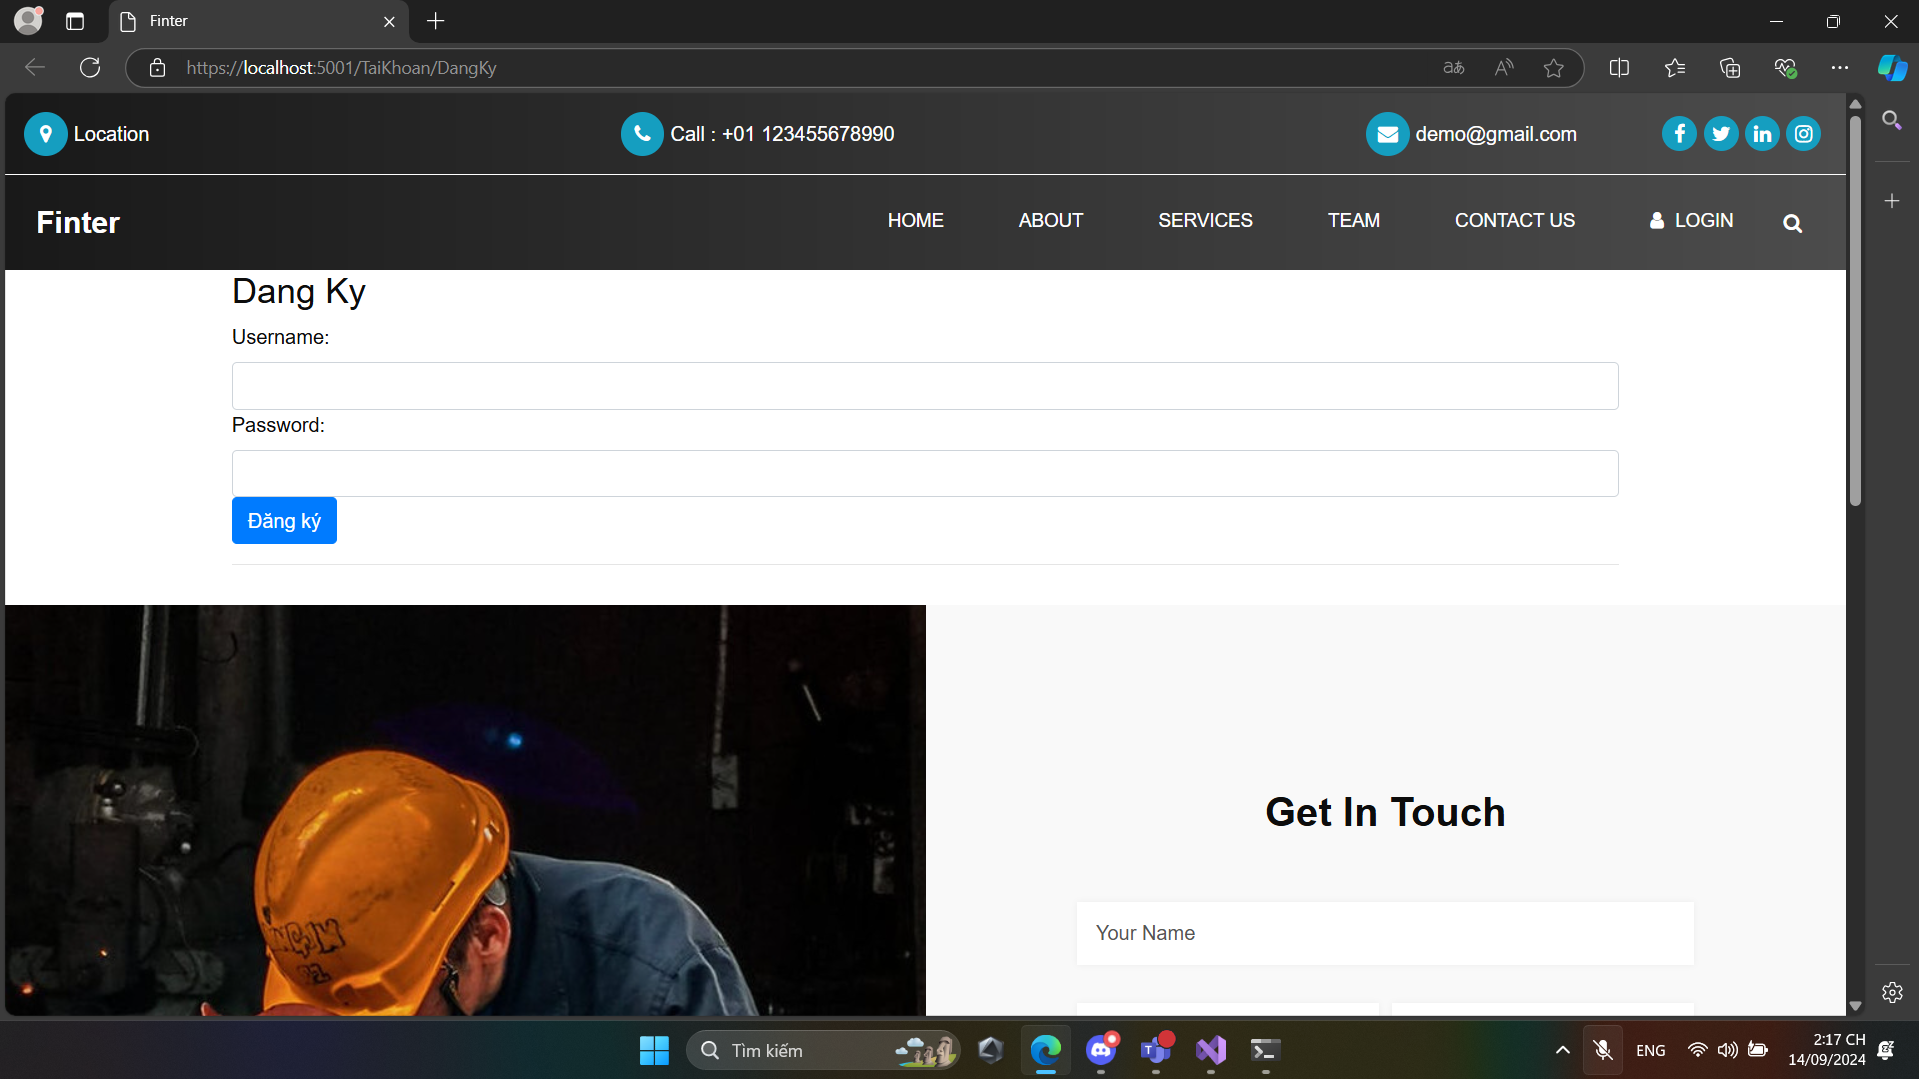 Finter
https://localhost:5001/TaiKhoan/DangKy
Location
Call : +01 123455678990
demo@gmail.com
Finter
HOME
ABOUT
SERVICES
TEAM
CONTACT US
LOGIN
Dang Ky
Username:
Password:
Đăng ký
Get In Touch
Your Name
Tìm kiếm
ENG
2:17 CH
14/09/2024